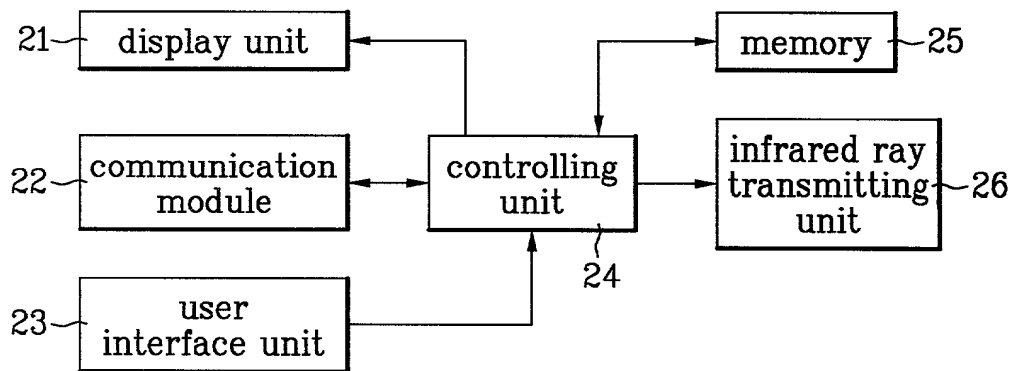 21
display unit
22
communication
module
23
user
interface unit
controlling
unit
24
memory
25
infrared ray
transmitting
unit
26